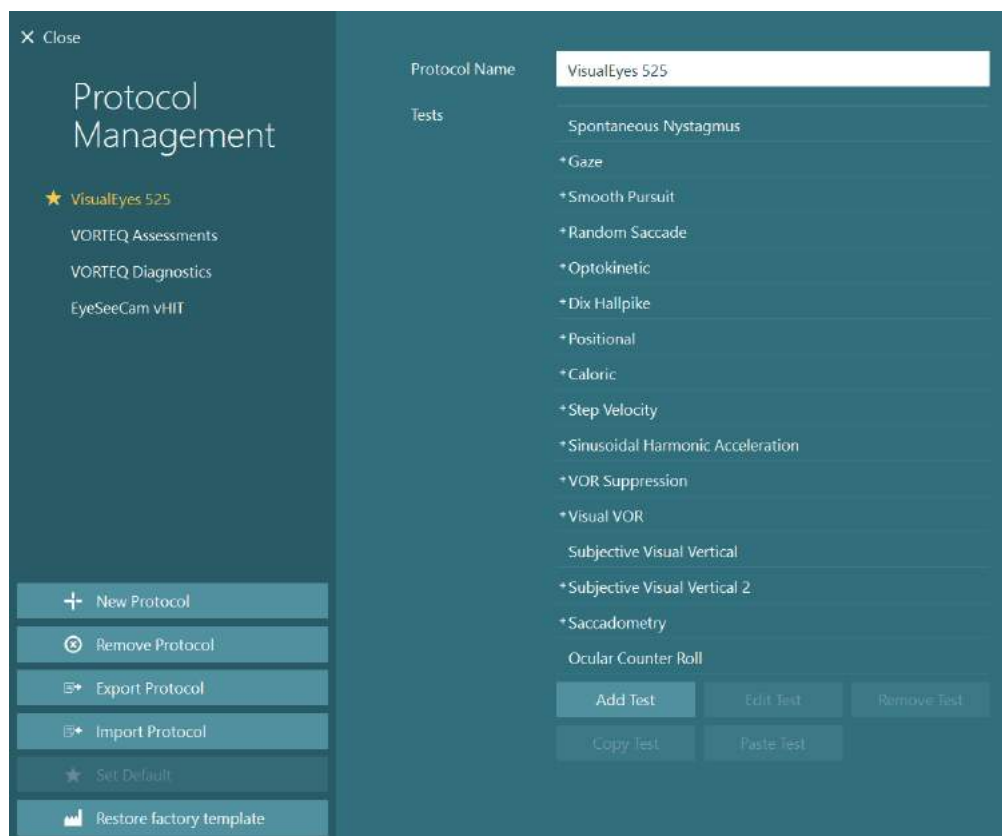 Close
Protocol
Management
VisualEyes 525
VORTEQ Assessments
VORTEQ Diagnostics
EyeSeeCam vHIT
New Protocol
Remove Protocol
Export Protocol
Import Protocol
Set Default
Restore factory template
Protocol Name
VisualEyes 525
Tests
Spontaneous Nystagmus
+Gaze
+Smooth Pursuit
+Random Saccade
+Optokinetic
+Dix Hallpike
+Positional
+Caloric
+Step Velocity
+Sinusoidal Harmonic Acceleration
+VOR Suppression
+Visual VOR
Subjective Visual Vertical
+Subjective Visual Vertical 2
+Saccadometry
Ocular Counter Roll
Add Test Edit Test Remove Test
Copy Test Paste Test